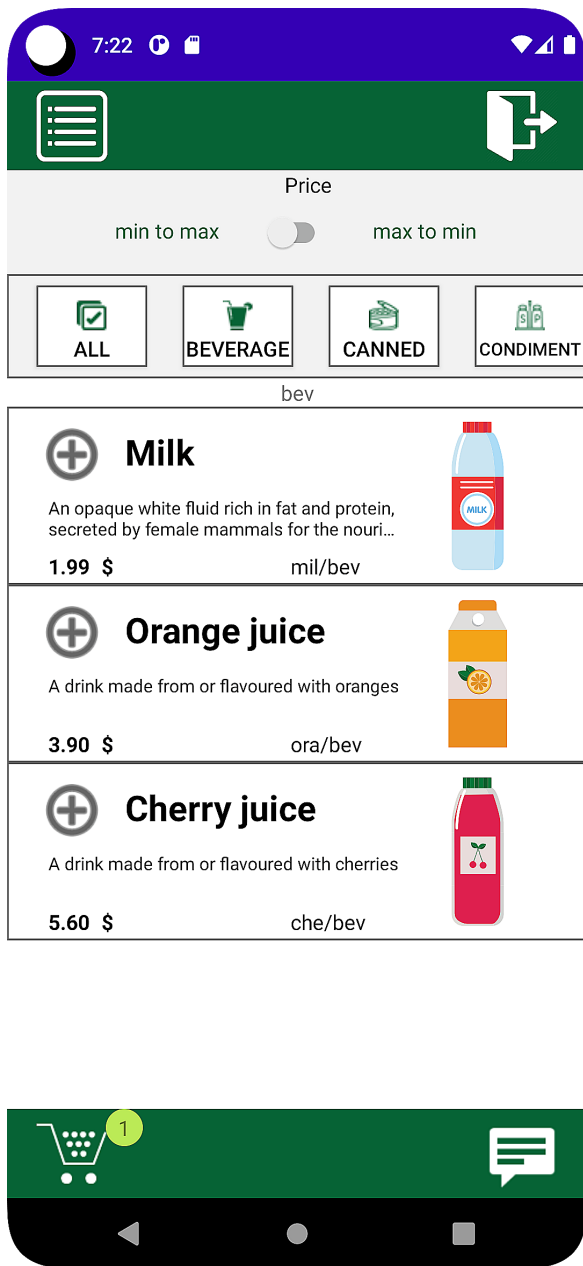 7:22
Price
min to max
max to min
ALL
BEVERAGE
CANNED
S P
CONDIMENT
bev
Milk
An opaque white fluid rich in fat and protein,
secreted by female mammals for the nouri…
MILK
1.99 $
mil/bev
Orange juice
A drink made from or flavoured with oranges
3.90 $
ora/bev
Cherry juice
A drink made from or flavoured with cherries
5.60 $
che/bev
1